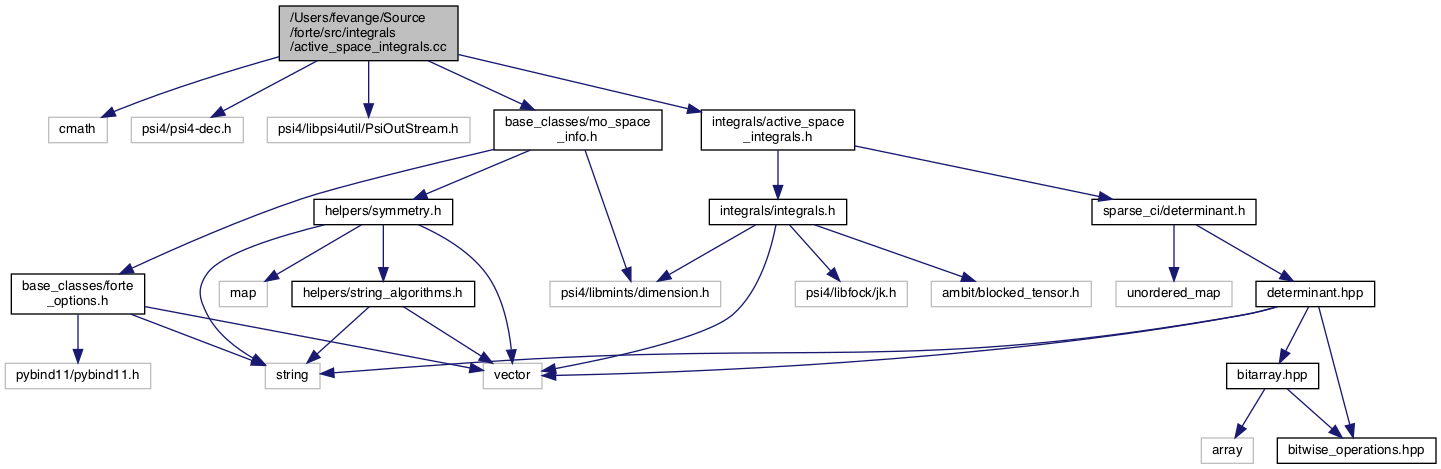 /Users/fevange/Source
/forte/src/integrals
/active_space_integrals.cc
cmath
psi4/psi4-dec.h
psi4/libpsi4util/PsiOutStream.h
base_classes/mo_space
_info.h
integrals/active_space
_integrals.h
helpers/symmetry.h
integrals/integrals.h
sparse_ci/determinant.h
base_classes/forte
_options.h
map
helpers/string_algorithms.h
psi4/libmints/dimension.h
psi4/libfock/jk.h
ambit/blocked_tensor.h
unordered_map
determinant.hpp
pybind11/pybind11.h
string
vector
bitarray.hpp
array
bitwise_operations.hpp